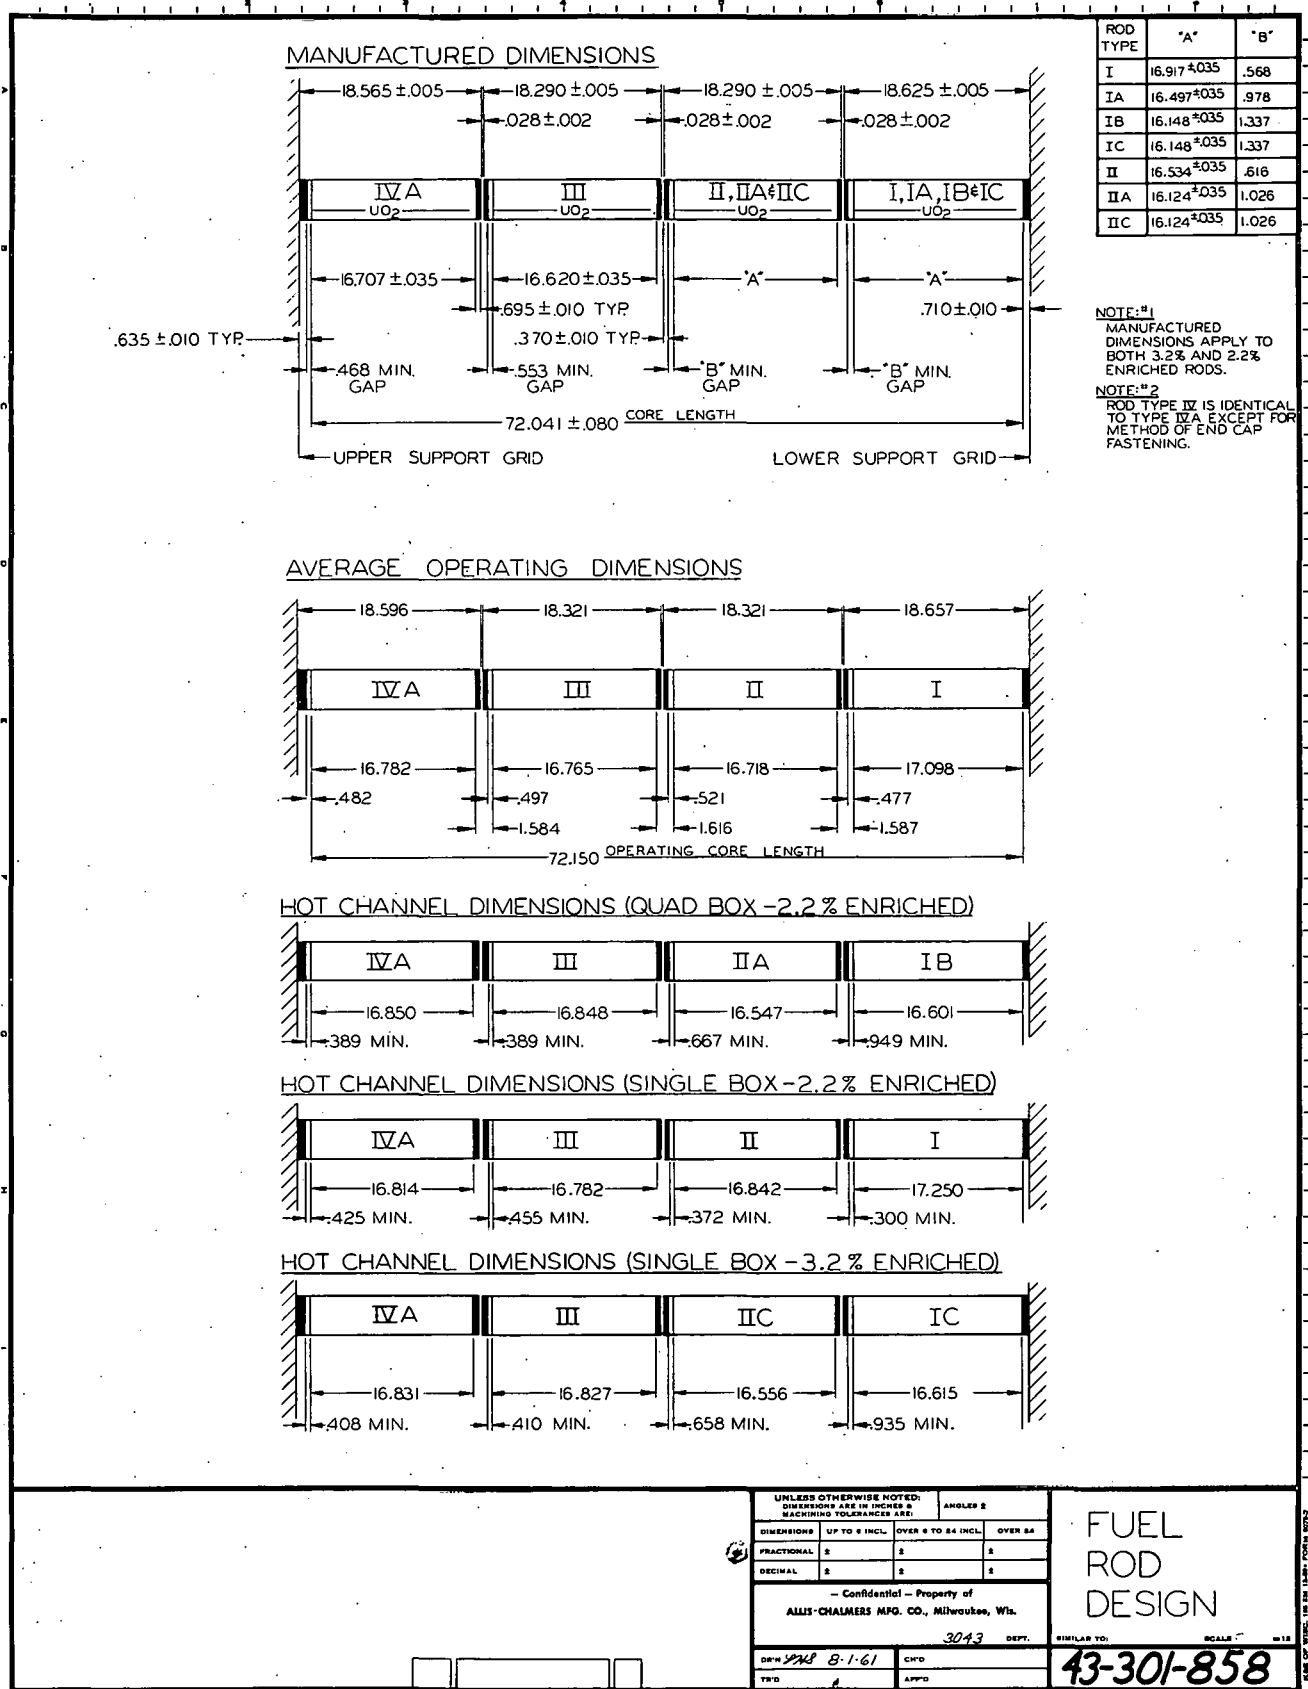 MANUFACTURED DIMENSIONS
18.565 ±.005 18.290 ±.005 18.290 ±.005 18.625 ±.005
.028±.002 .028±.002 .028±.002
IVA III II, IIA&IIC I, IA, IB&IC
UO2 UO2 UO2 UO2
16.707 ±.035 16.620±.035 "A" "A"
.695 ±.010 TYP. .710±.010
.635 ±.010 TYP. .370±.010 TYP.
.468 MIN. GAP .553 MIN. GAP "B" MIN. GAP "B" MIN. GAP
72.041 ±.080 CORE LENGTH
UPPER SUPPORT GRID LOWER SUPPORT GRID
ROD TYPE "A" "B"
I 16.917 ±.035 .568
IA 16.497 ±.035 .978
IB 16.148 ±.035 1.337
IC 16.148 ±.035 1.337
II 16.534 ±.035 .616
IIA 16.124 ±.035 1.026
IIC 16.124 ±.035 1.026
NOTE:#1
MANUFACTURED
DIMENSIONS APPLY TO
BOTH 3.2% AND 2.2%
ENRICHED RODS.
NOTE:#2
ROD TYPE IV IS IDENTICAL
TO TYPE IVA EXCEPT FOR
METHOD OF END CAP
FASTENING.
AVERAGE OPERATING DIMENSIONS
18.596 18.321 18.321 18.657
IVA III II I
16.782 16.765 16.718 17.098
.482 .497 .521 .477
1.584 1.616 1.587
72.150 OPERATING CORE LENGTH
HOT CHANNEL DIMENSIONS (QUAD BOX -2.2% ENRICHED)
IVA III IIA IB
16.850 16.848 16.547 16.601
.389 MIN. .389 MIN. .667 MIN. .949 MIN.
HOT CHANNEL DIMENSIONS (SINGLE BOX -2.2% ENRICHED)
IVA III II I
16.814 16.782 16.842 17.250
.425 MIN. .455 MIN. .372 MIN. .300 MIN.
HOT CHANNEL DIMENSIONS (SINGLE BOX -3.2% ENRICHED)
IVA III IIC IC
16.831 16.827 16.556 16.615
.408 MIN. .410 MIN. .658 MIN. .935 MIN.
UNLESS OTHERWISE NOTED:
DIMENSIONS ARE IN INCHES &
MACHINING TOLERANCES ARE:
ANGLES ±
DIMENSIONS UP TO 6 INCL. OVER 6 TO 24 INCL. OVER 24
FRACTIONAL ± ± ±
DECIMAL ± ± ±
– Confidential – Property of
ALLIS-CHALMERS MFG. CO., Milwaukee, Wis.
3043 DEPT.
DR'N 8-1-61 CH'D
TR'D APP'D
FUEL
ROD
DESIGN
SIMILAR TO: SCALE
43-301-858